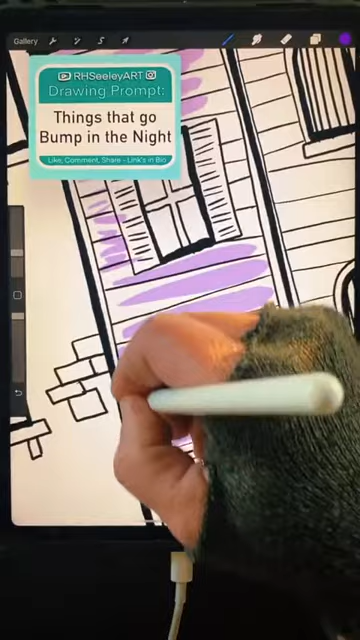 Gallery
RHSeeleyART
Drawing Prompt:
Things that go
Bump in the Night
Like, Comment, Share - Link's in Bio